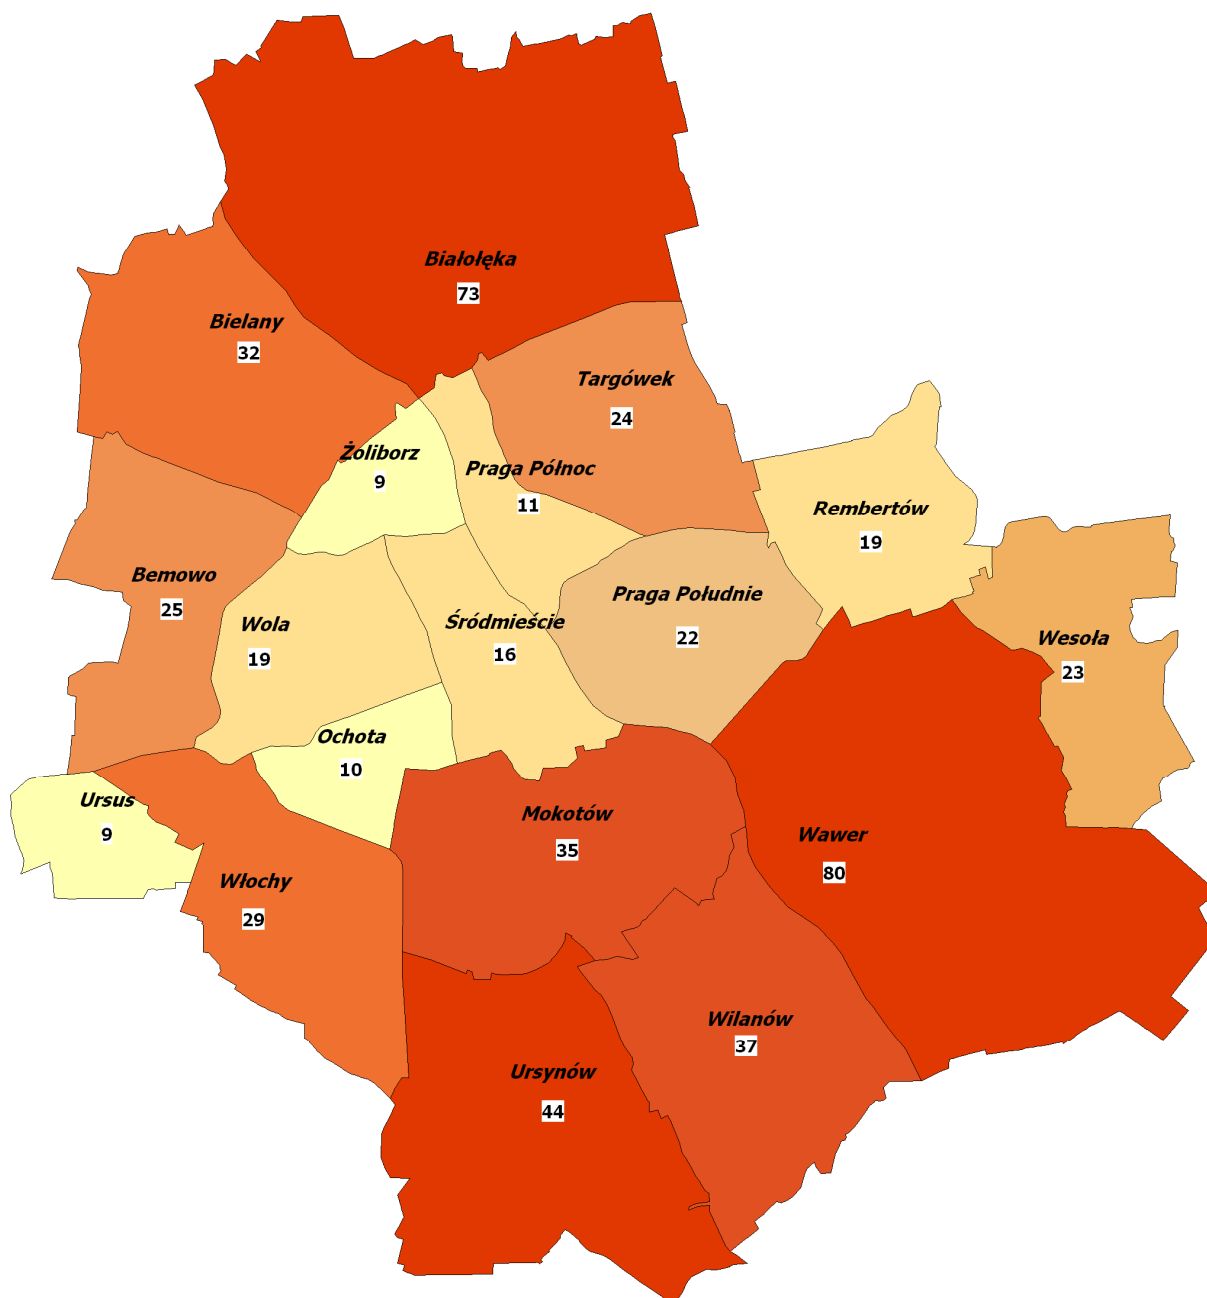 Białołęka
73
Bielany
32
Targówek
24
Żoliborz
9
Praga Północ
11
Rembertów
19
Bemowo
25
Wola
19
Śródmieście
16
Praga Południe
22
Wesoła
23
Ochota
10
Ursus
9
Mokotów
35
Wawer
80
Włochy
29
Wilanów
37
Ursynów
44